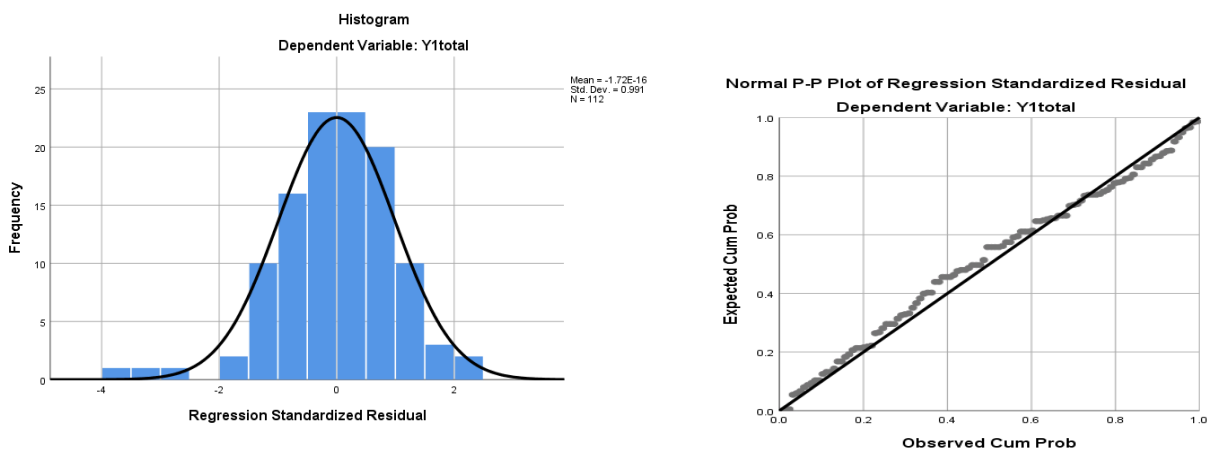 Histogram
Dependent Variable: Y1total
Mean = -1.72E-16
Std. Dev. = 0.991
N = 112
25
20
15
10
5
0
Frequency
-4
-2
0
2
Regression Standardized Residual
Normal P-P Plot of Regression Standardized Residual
Dependent Variable: Y1total
1.0
0.8
0.6
0.4
0.2
0.0
Expected Cum Prob
0.0
0.2
0.4
0.6
0.8
1.0
Observed Cum Prob